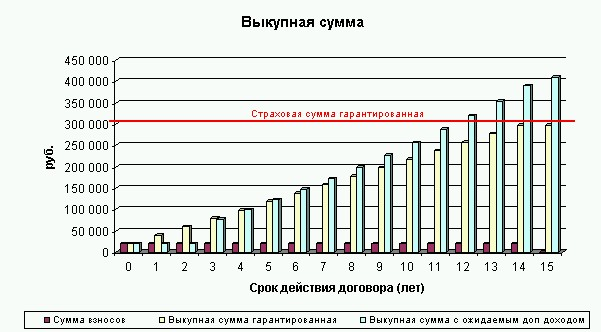 Выкупная сумма
450 000
400 000
350 000
300 000
250 000
200 000
150 000
100 000
50 000
0
руб.
Страховая сумма гарантированная
0 1 2 3 4 5 6 7 8 9 10 11 12 13 14 15
Срок действия договора (лет)
Сумма взносов Выкупная сумма гарантированная Выкупная сумма с ожидаемым доп доходом